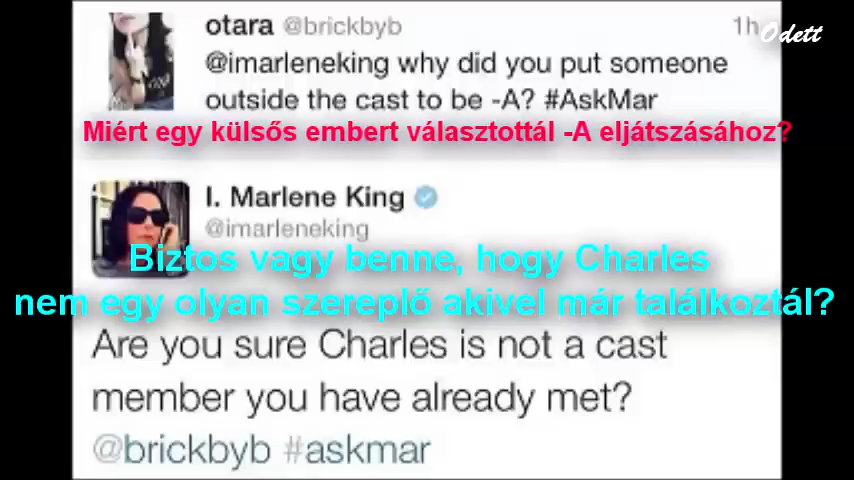 otara @brickbyb 1h
Odett
@imarleneking why did you put someone
outside the cast to be -A? #AskMar
Miért egy külsős embert választottál -A eljátszásához?
I. Marlene King
@imarleneking
Biztos vagy benne, hogy Charles
nem egy olyan szereplő akivel már találkoztál?
Are you sure Charles is not a cast
member you have already met?
@brickbyb #askmar